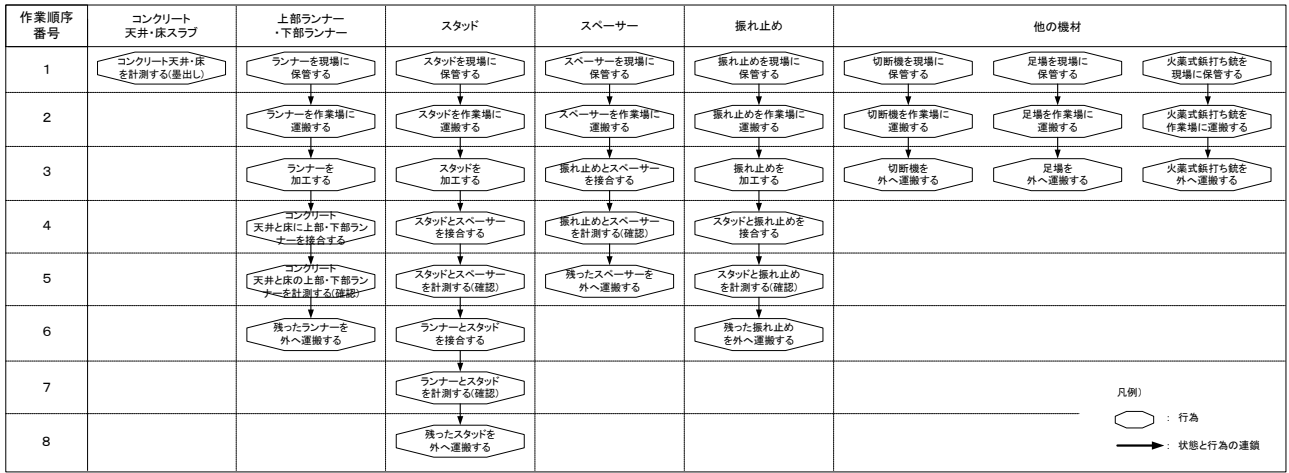 作業順序
番号
コンクリート
天井・床スラブ
上部ランナー
・下部ランナー
スタッド
スペーサー
振れ止め
他の機材
1
コンクリート天井・床
を計測する(墨出し)
ランナーを現場に
保管する
スタッドを現場に
保管する
スペーサーを現場に
保管する
振れ止めを現場に
保管する
切断機を現場に
保管する
足場を現場に
保管する
火薬式鋲打ち銃を
現場に保管する
2
ランナーを作業場に
運搬する
スタッドを作業場に
運搬する
スペーサーを作業場に
運搬する
振れ止めを作業場に
運搬する
切断機を作業場に
運搬する
足場を作業場に
運搬する
火薬式鋲打ち銃を
作業場に運搬する
3
ランナーを
加工する
スタッドを
加工する
振れ止めとスペーサー
を接合する
振れ止めを
加工する
切断機を
外へ運搬する
足場を
外へ運搬する
火薬式鋲打ち銃を
外へ運搬する
4
コンクリート
天井と床に上部・下部ラン
ナーを接合する
スタッドとスペーサー
を接合する
振れ止めとスペーサー
を計測する(確認)
スタッドと振れ止めを
接合する
5
コンクリート
天井と床の上部・下部ラン
ナーを計測する(確認)
スタッドとスペーサー
を計測する(確認)
残ったスペーサーを
外へ運搬する
スタッドと振れ止め
を計測する(確認)
6
残ったランナーを
外へ運搬する
ランナーとスタッド
を接合する
残った振れ止め
を外へ運搬する
7
ランナーとスタッド
を計測する(確認)
8
残ったスタッドを
外へ運搬する
凡例)
: 行為
: 状態と行為の連鎖